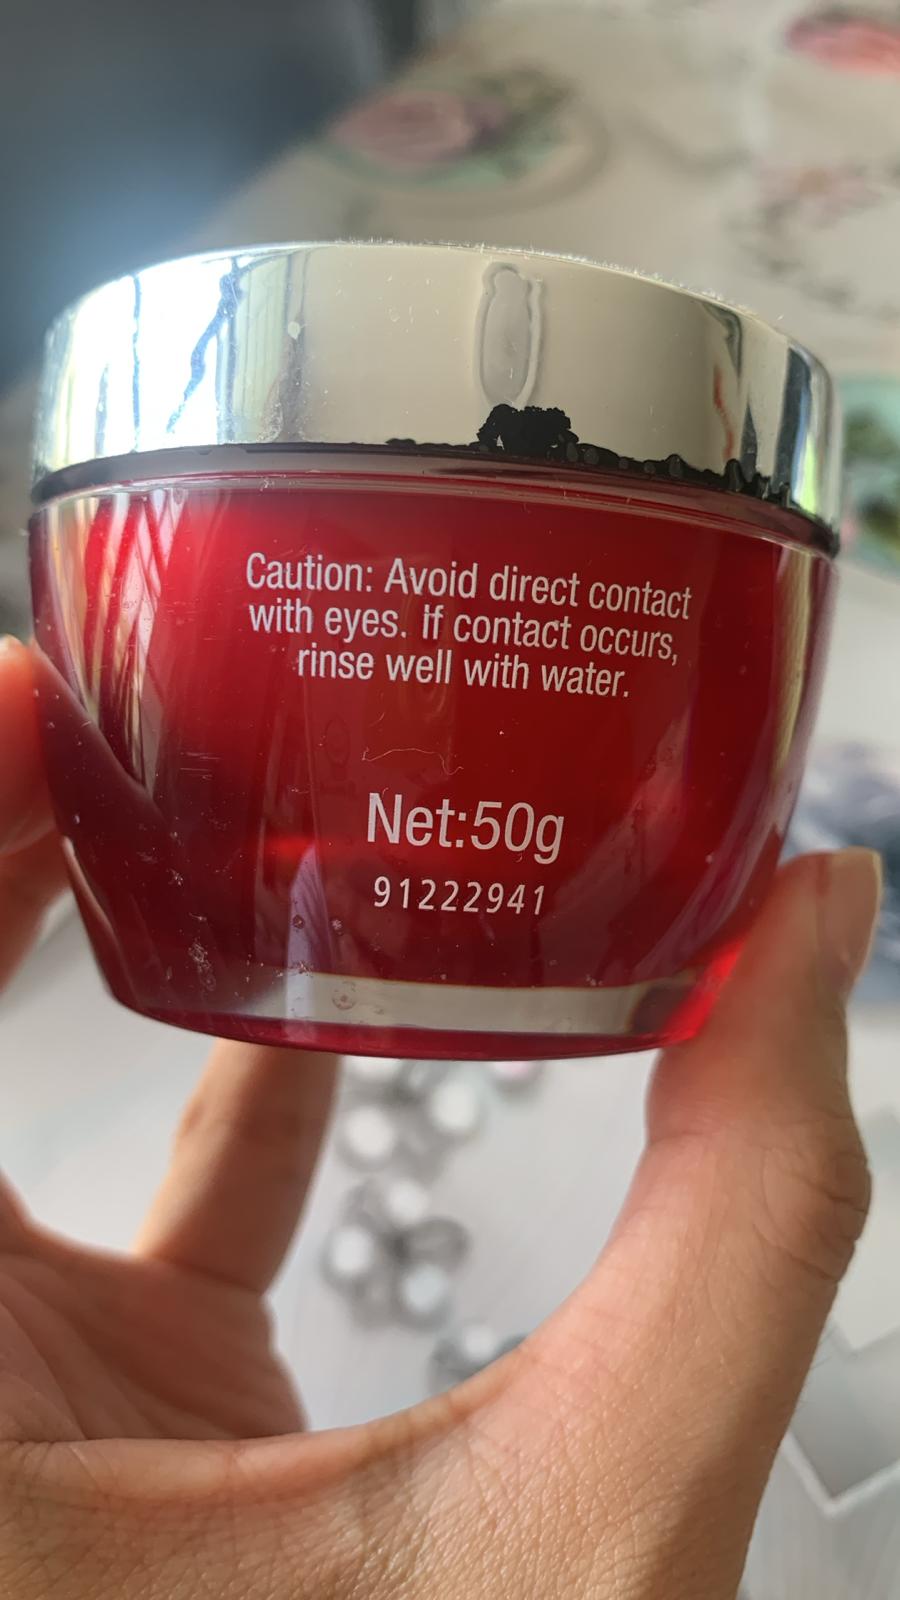 Caution: Avoid direct contact
with eyes. If contact occurs,
rinse well with water.
Net:50g
91222941